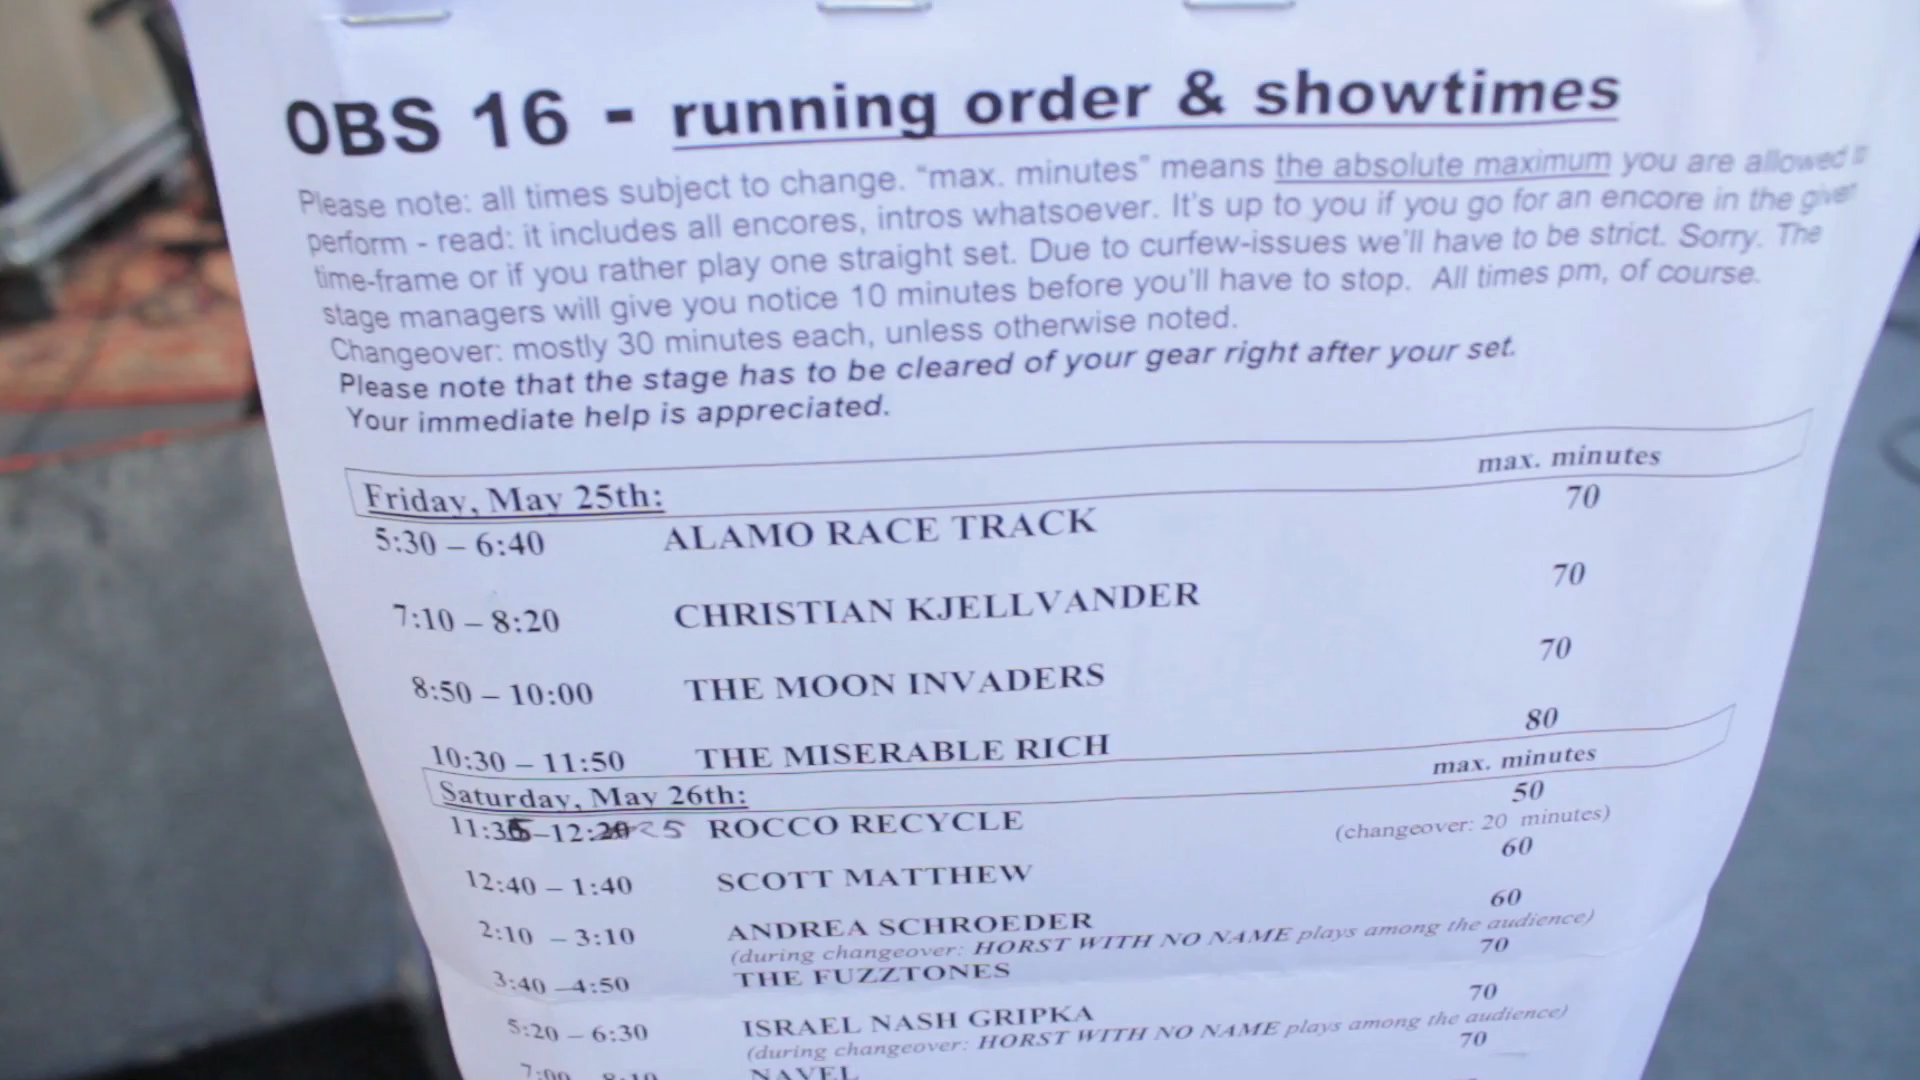 OBS 16 - running order & showtimes
Please note: all times subject to change. "max. minutes" means the absolute maximum you are allowed
perform - read: it includes all encores, intros whatsoever. It's up to you if you go for an encore in the given
time-frame or if you rather play one straight set. Due to curfew-issues we'll have to be strict. Sorry. The
stage managers will give you notice 10 minutes before you'll have to stop. All times pm, of course.
Changeover: mostly 30 minutes each, unless otherwise noted.
Please note that the stage has to be cleared of your gear right after your set.
Your immediate help is appreciated.
Friday, May 25th: max. minutes
5:30 – 6:40 ALAMO RACE TRACK 70
7:10 – 8:20 CHRISTIAN KJELLVANDER 70
8:50 – 10:00 THE MOON INVADERS 70
10:30 – 11:50 THE MISERABLE RICH 80
Saturday, May 26th: max. minutes
11:35 – 12:25 ROCCO RECYCLE 50
(changeover: 20 minutes)
12:40 – 1:40 SCOTT MATTHEW 60
2:10 – 3:10 ANDREA SCHROEDER 60
(during changeover: HORST WITH NO NAME plays among the audience)
3:40 – 4:50 THE FUZZTONES 70
5:20 – 6:30 ISRAEL NASH GRIPKA 70
(during changeover: HORST WITH NO NAME plays among the audience)
7:00 8:10 NAVEL 70